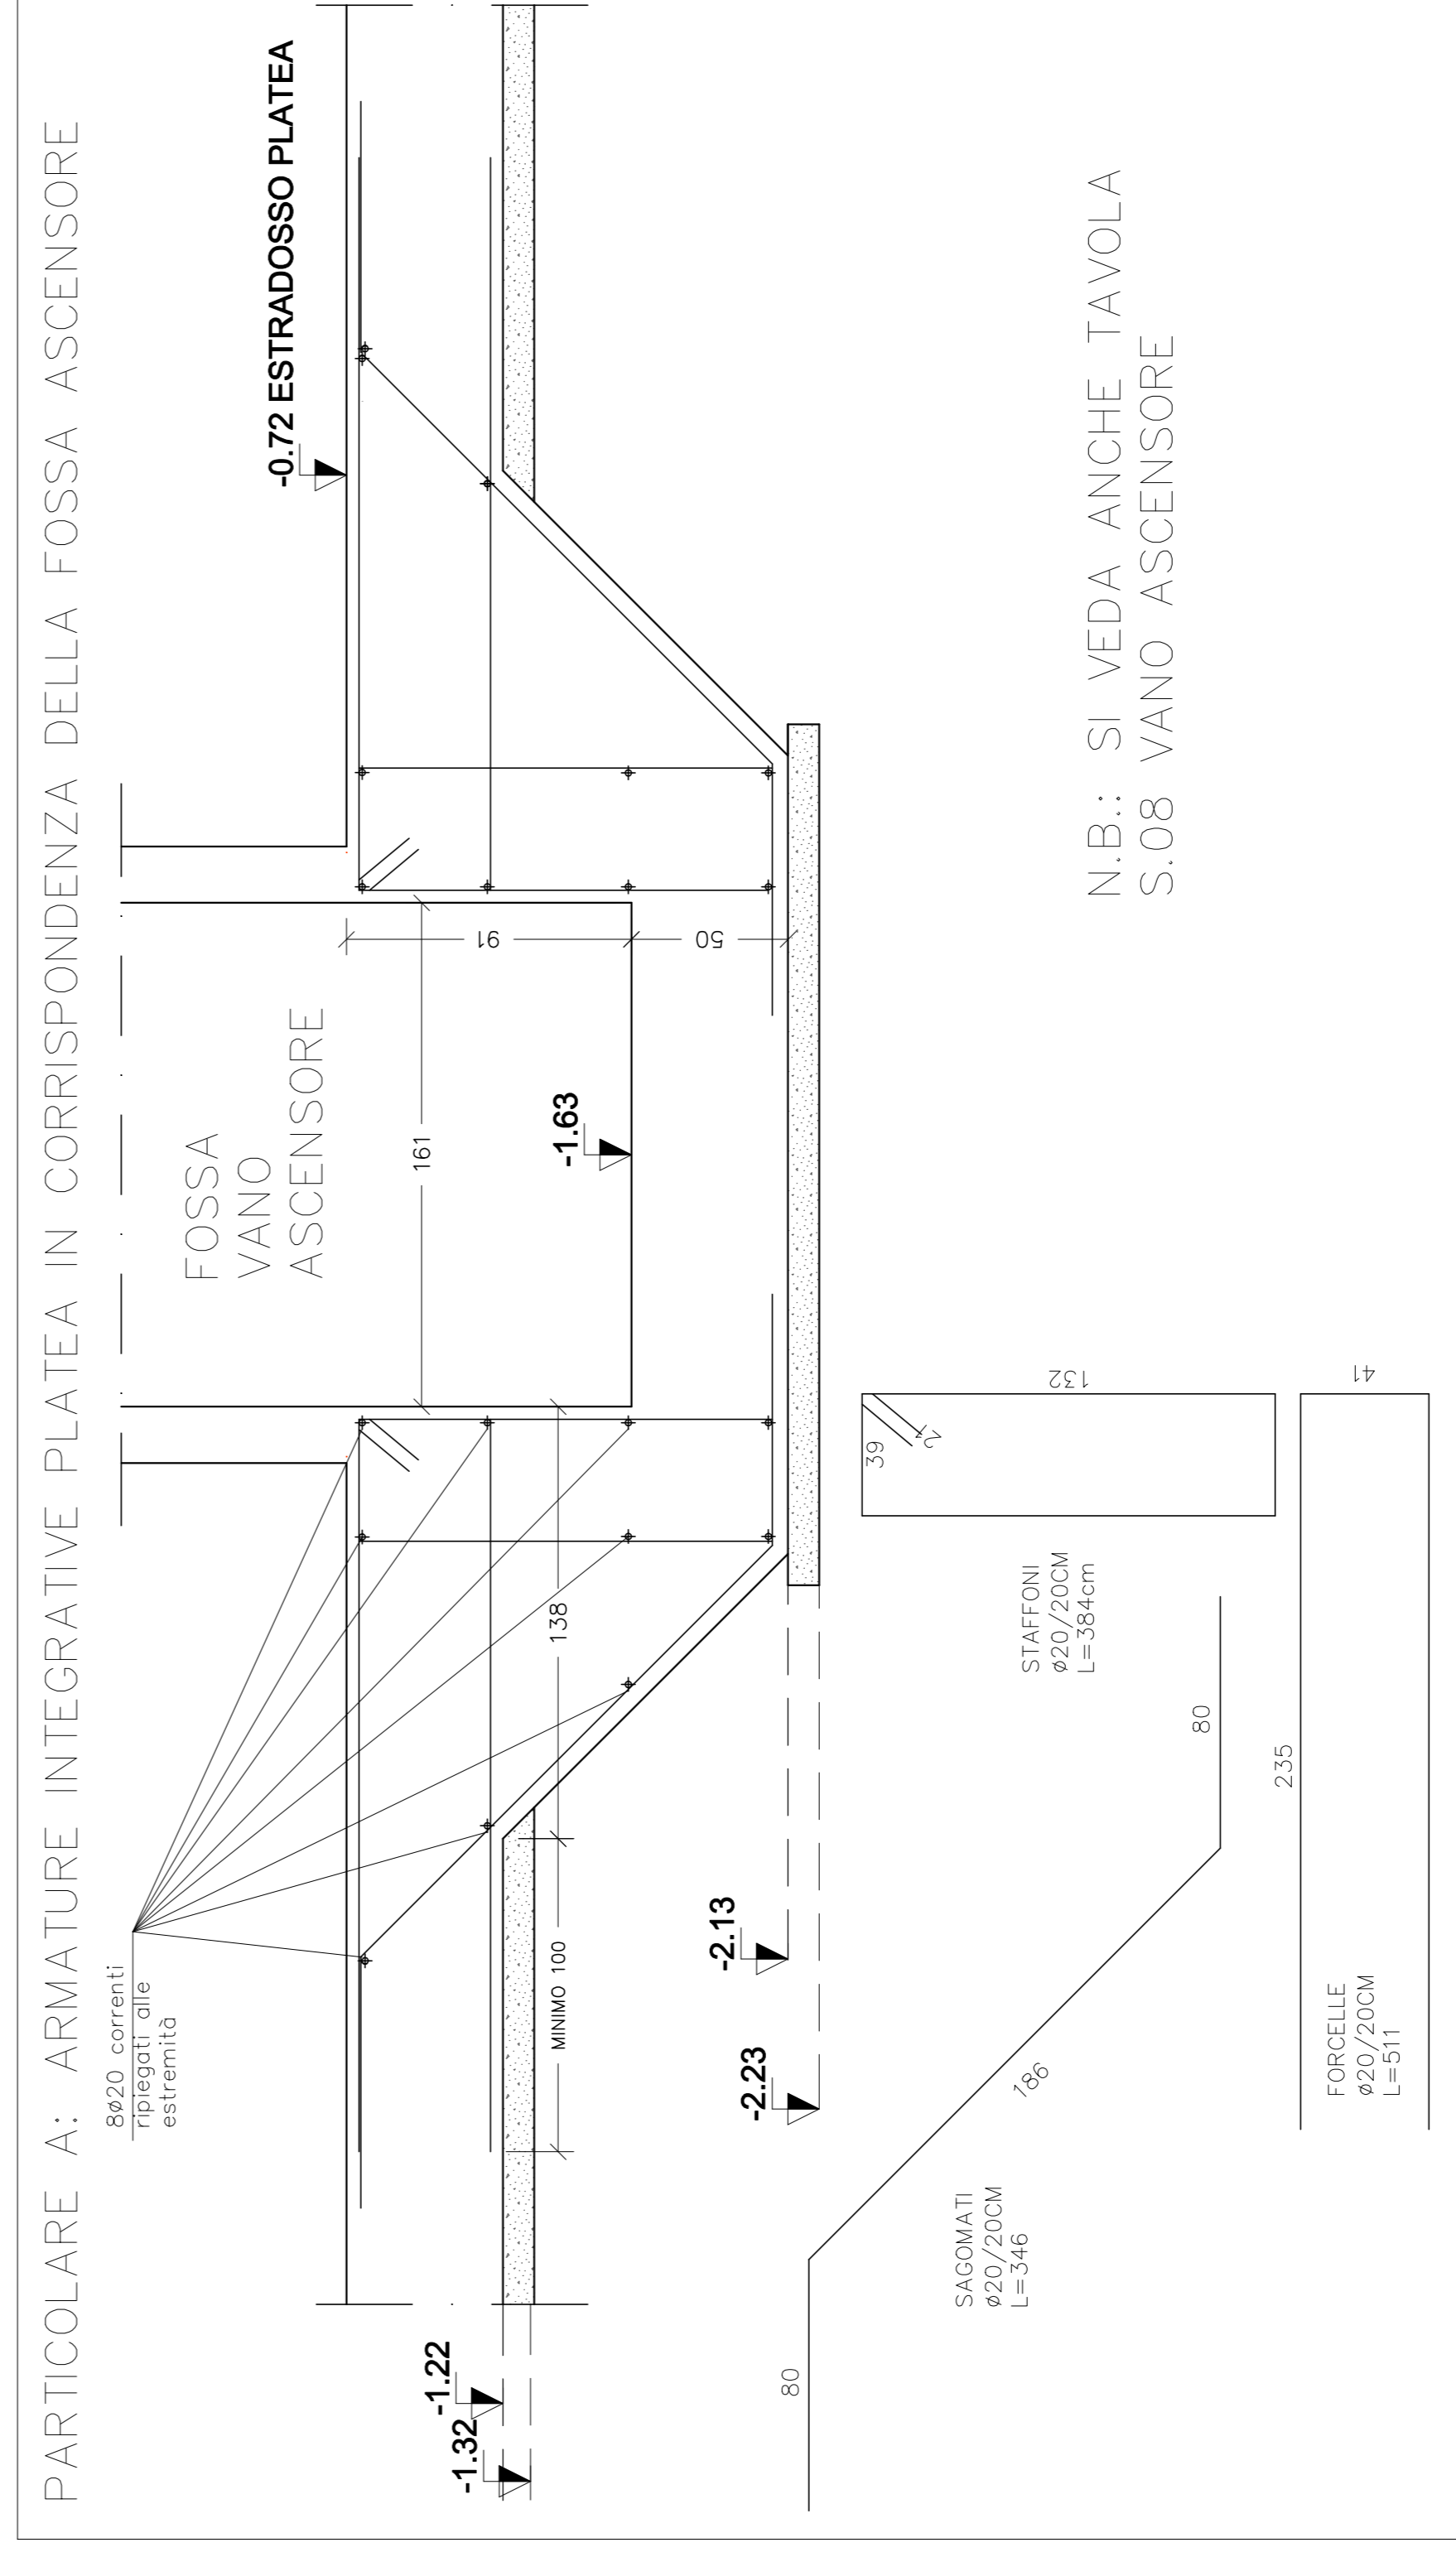 PARTICOLARE A: ARMATURE INTEGRATIVE PLATEA IN CORRISPONDENZA DELLA FOSSA ASCENSORE
8ø20 correnti
ripiegati alle
estremità
FOSSA
VANO
ASCENSORE
-0.72 ESTRADOSSO PLATEA
161
91
50
-1.63
138
MINIMO 100
-1.22
-1.32
-2.13
-2.23
N.B.: SI VEDA ANCHE TAVOLA
S.08 VANO ASCENSORE
80
186
80
SAGOMATI
ø20/20CM
L=346
STAFFONI
ø20/20CM
L=384cm
39
24
132
235
41
FORCELLE
ø20/20CM
L=511